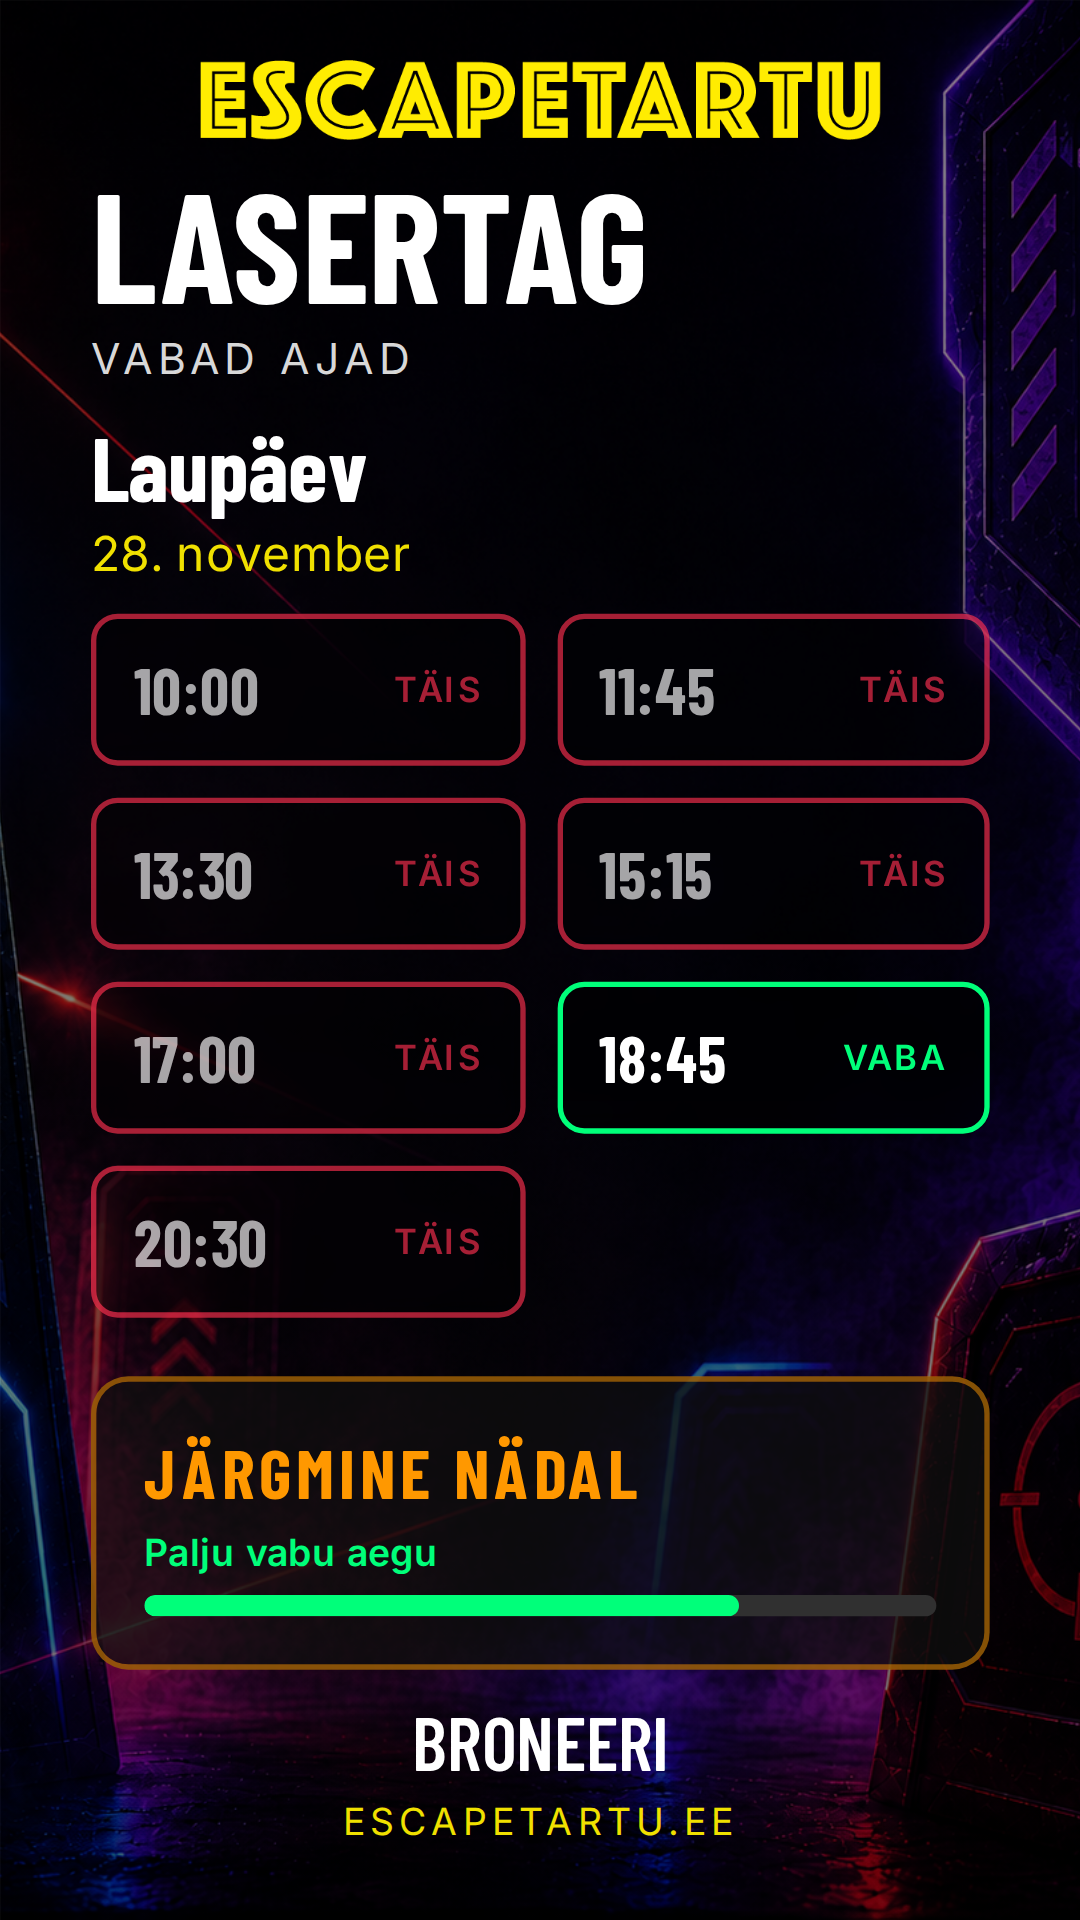 ESCAPETARTU
LASERTAG
VABAD AJAD
Laupäev
28. november
10:00 TÄIS
11:45 TÄIS
13:30 TÄIS
15:15 TÄIS
17:00 TÄIS
18:45 VABA
20:30 TÄIS
JÄRGMINE NÄDAL
Palju vabu aegu
BRONEERI
ESCAPETARTU.EE